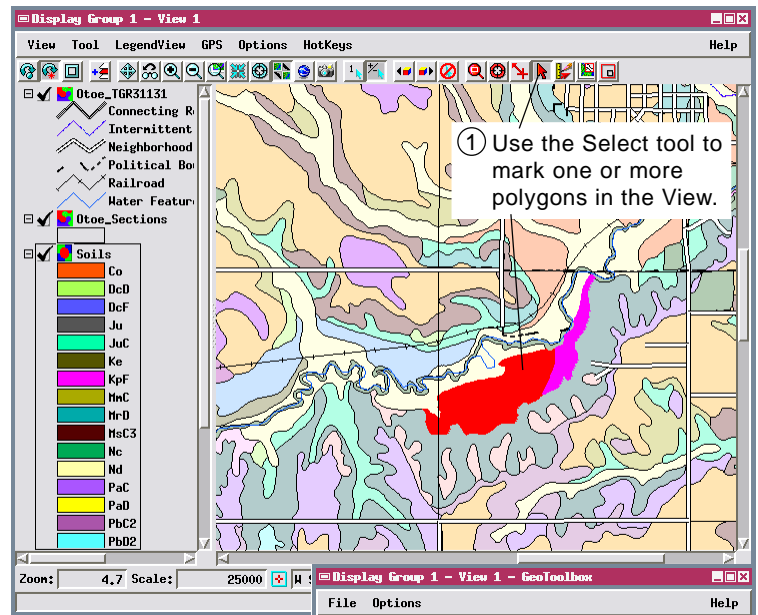 Display Group 1 - View 1
View Tool LegendView GPS Options HotKeys Help
Otoe_TGR31131
Connecting R
Intermittent
Neighborhood
Political Bo
Railroad
Water Featur
Otoe_Sections
Soils
Co
DcD
DcF
Ju
JuC
Ke
KpF
MnC
MrD
MsC3
Nc
Nd
PaC
PaD
PbC2
PbD2
1 Use the Select tool to
mark one or more
polygons in the View.
Zoom: 4.7 Scale: 25000 W
Display Group 1 - View 1 - GeoToolbox
File Options Help